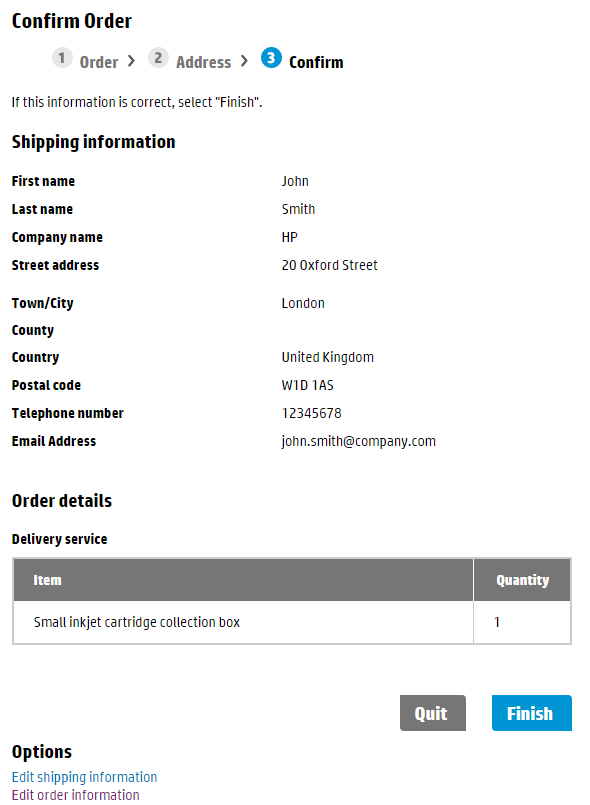 Confirm Order
1 Order > 2 Address > 3 Confirm
If this information is correct, select "Finish".
Shipping information
First name John
Last name Smith
Company name HP
Street address 20 Oxford Street
Town/City London
County
Country United Kingdom
Postal code W1D 1AS
Telephone number 12345678
Email Address john.smith@company.com
Order details
Delivery service
Item Quantity
Small inkjet cartridge collection box 1
Quit Finish
Options
Edit shipping information
Edit order information